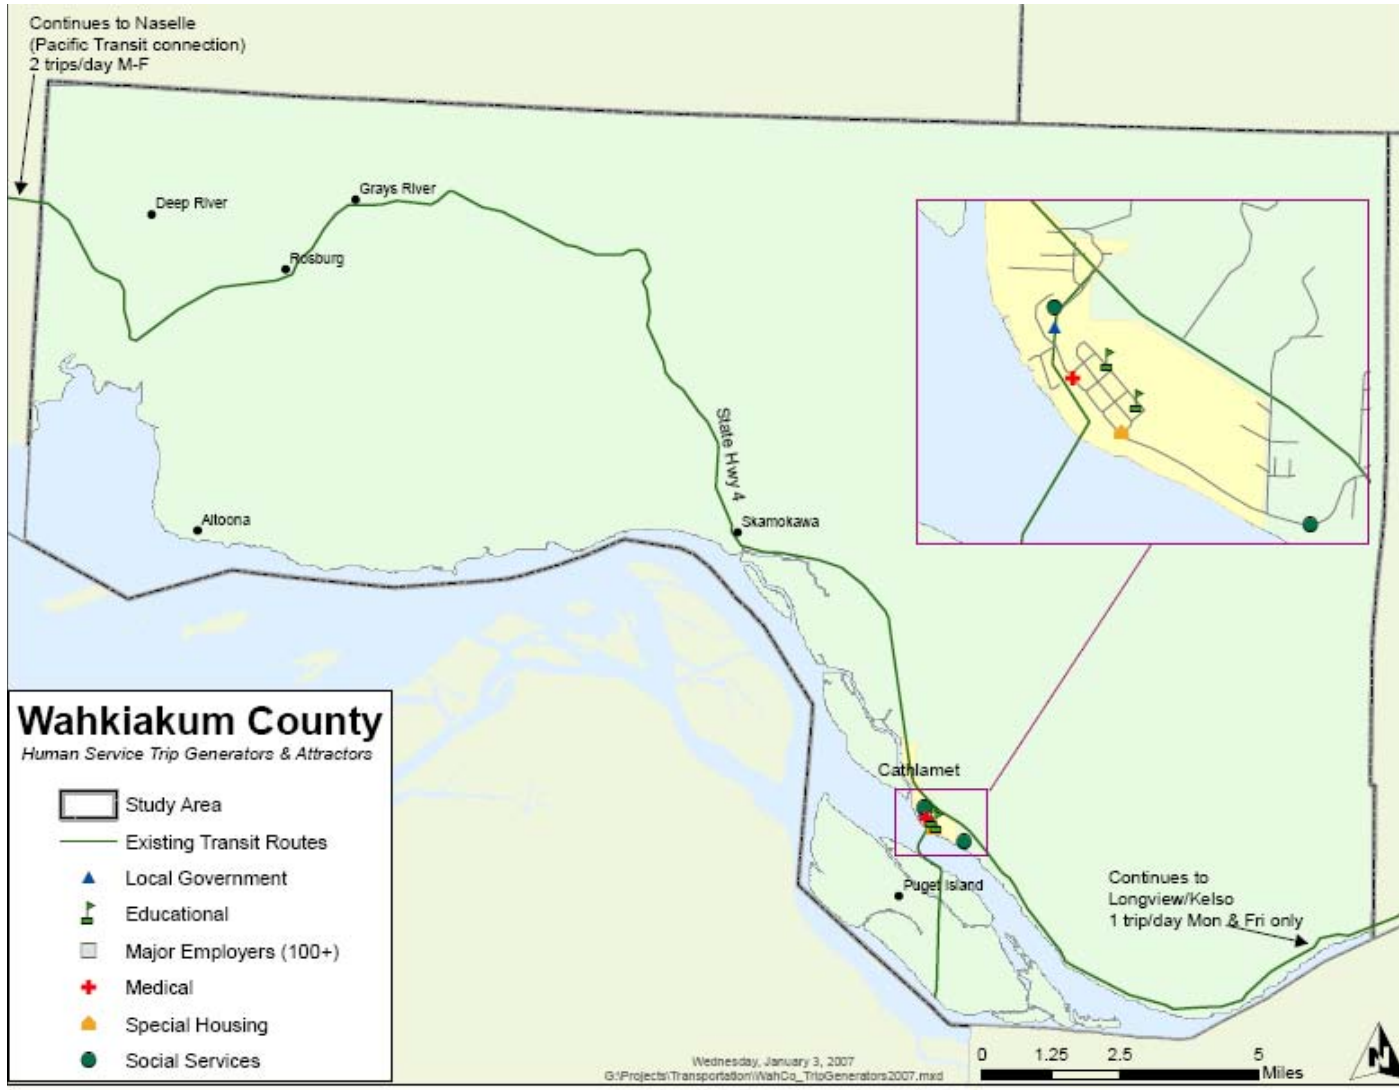 Continues to Naselle
(Pacific Transit connection)
2 trips/day M-F
Grays River
Deep River
Rosburg
State Hwy 4
Altoona
Skamokawa
Cathlamet
Puget Island
Continues to
Longview/Kelso
1 trip/day Mon & Fri only
Wahkiakum County
Human Service Trip Generators & Attractors
Study Area
Existing Transit Routes
Local Government
Educational
Major Employers (100+)
Medical
Special Housing
Social Services
Wednesday, January 3, 2007
G:\Projects\Transportation\WahCo_TripGenerators2007.mxd
0 1.25 2.5 5
Miles
N